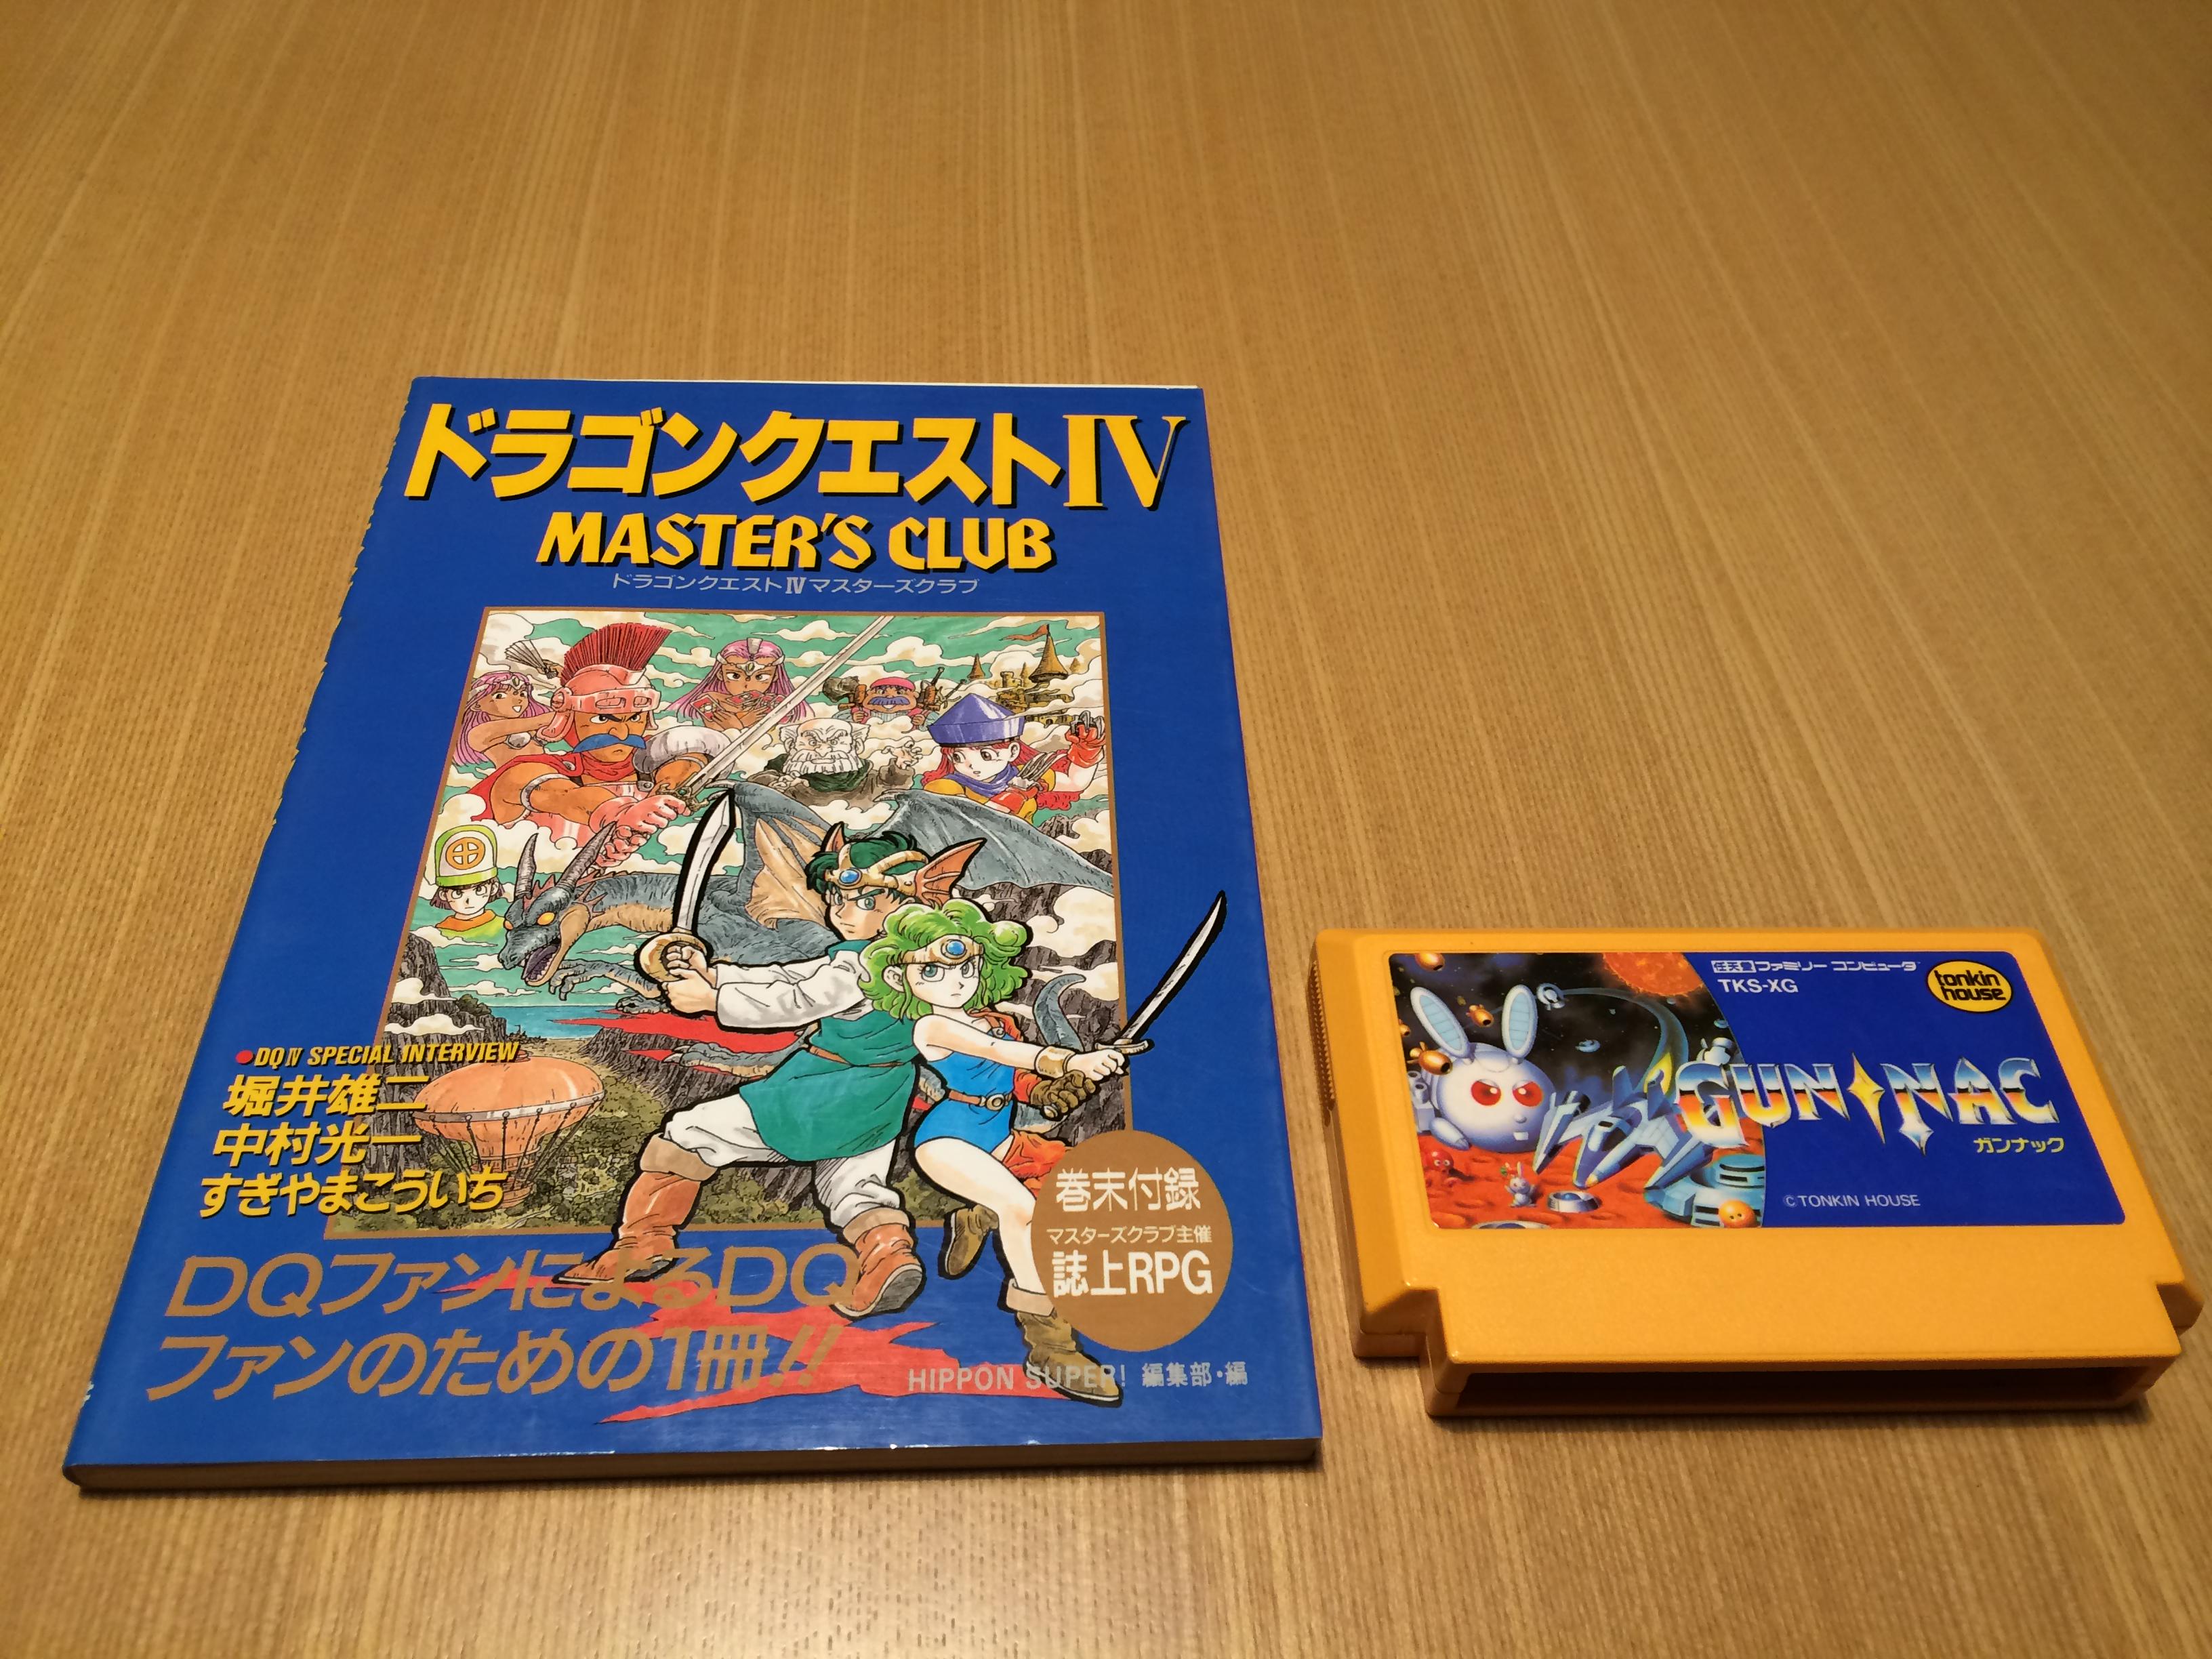 ドラゴンクエストⅣ
MASTER'S CLUB
ドラゴンクエストⅣマスターズクラブ
●DQⅣ SPECIAL INTERVIEW
堀井雄二
中村光一
すぎやまこういち
DQファンによるDQ
ファンのための1冊!!
巻末付録
マスターズクラブ主催
誌上RPG
HIPPON SUPER! 編集部・編
任天堂ファミリーコンピュータ
TKS-XG
tonkin
house
GUN NAC
ガンナック
©TONKIN HOUSE